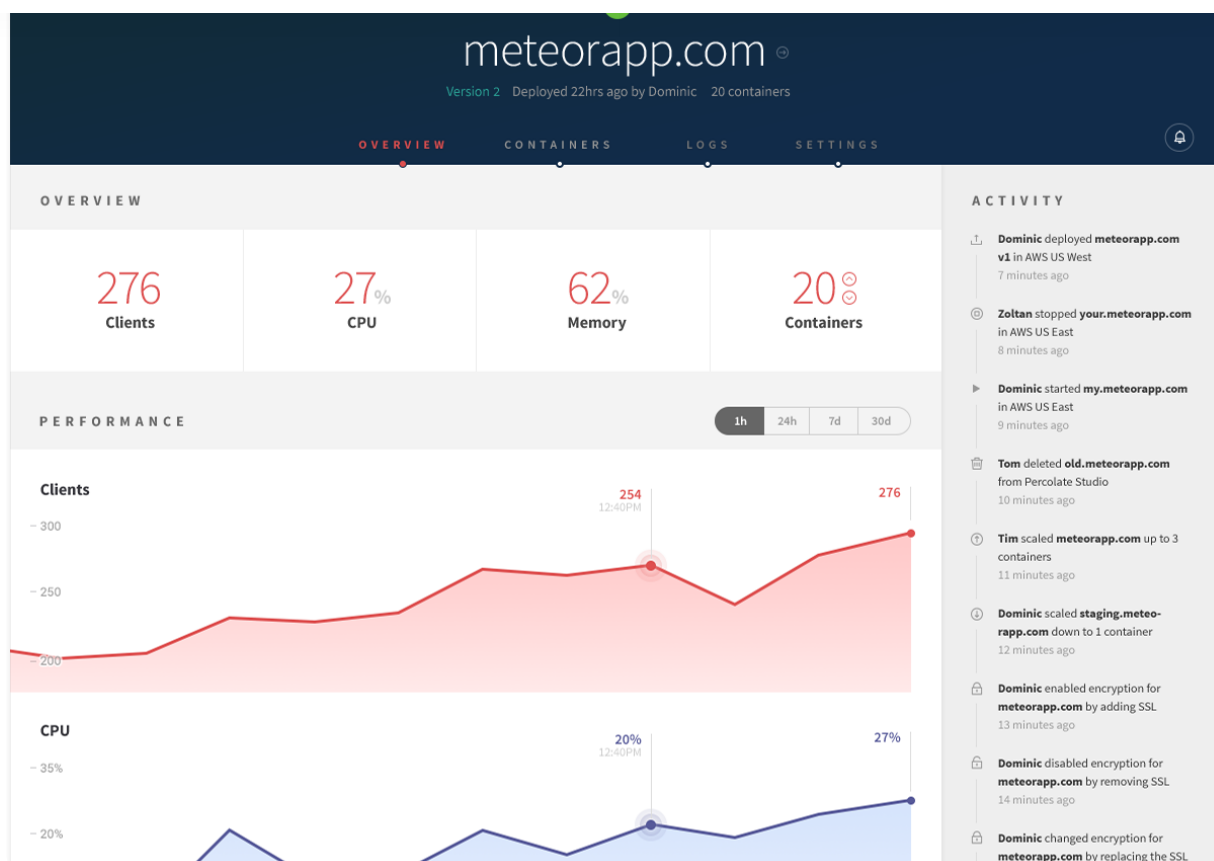 meteorapp.com
Version 2 Deployed 22hrs ago by Dominic 20 containers
OVERVIEW CONTAINERS LOGS SETTINGS
OVERVIEW
276
Clients
27%
CPU
62%
Memory
20
Containers
PERFORMANCE
1h 24h 7d 30d
Clients
254
12:40PM
276
300
250
200
CPU
20%
12:40PM
27%
35%
20%
ACTIVITY
Dominic deployed meteorapp.com
v1 in AWS US West
7 minutes ago
Zoltan stopped your.meteorapp.com
in AWS US East
8 minutes ago
Dominic started my.meteorapp.com
in AWS US East
9 minutes ago
Tom deleted old.meteorapp.com
from Percolate Studio
10 minutes ago
Tim scaled meteorapp.com up to 3
containers
11 minutes ago
Dominic scaled staging.meteo-
rapp.com down to 1 container
12 minutes ago
Dominic enabled encryption for
meteorapp.com by adding SSL
13 minutes ago
Dominic disabled encryption for
meteorapp.com by removing SSL
14 minutes ago
Dominic changed encryption for
meteorapp.com by replacing the SSL